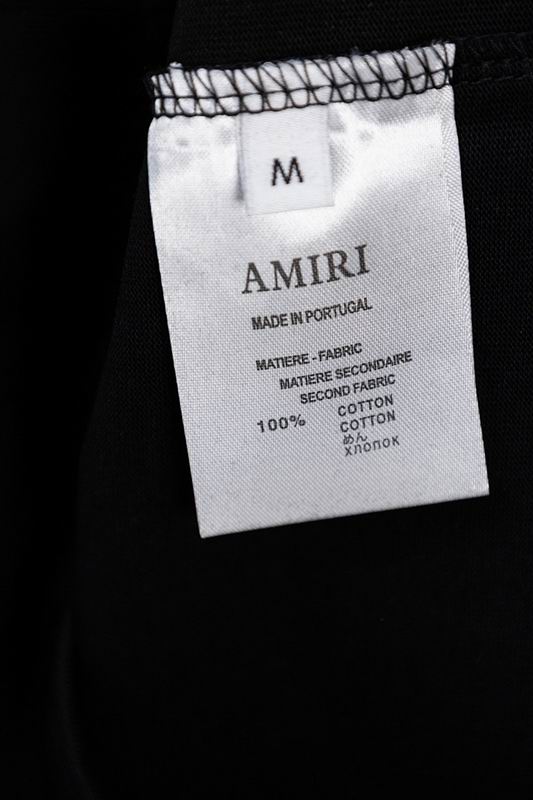 M
AMIRI
MADE IN PORTUGAL
MATIERE - FABRIC
MATIERE SECONDAIRE
SECOND FABRIC
100% COTTON
COTTON
めん
хлопок